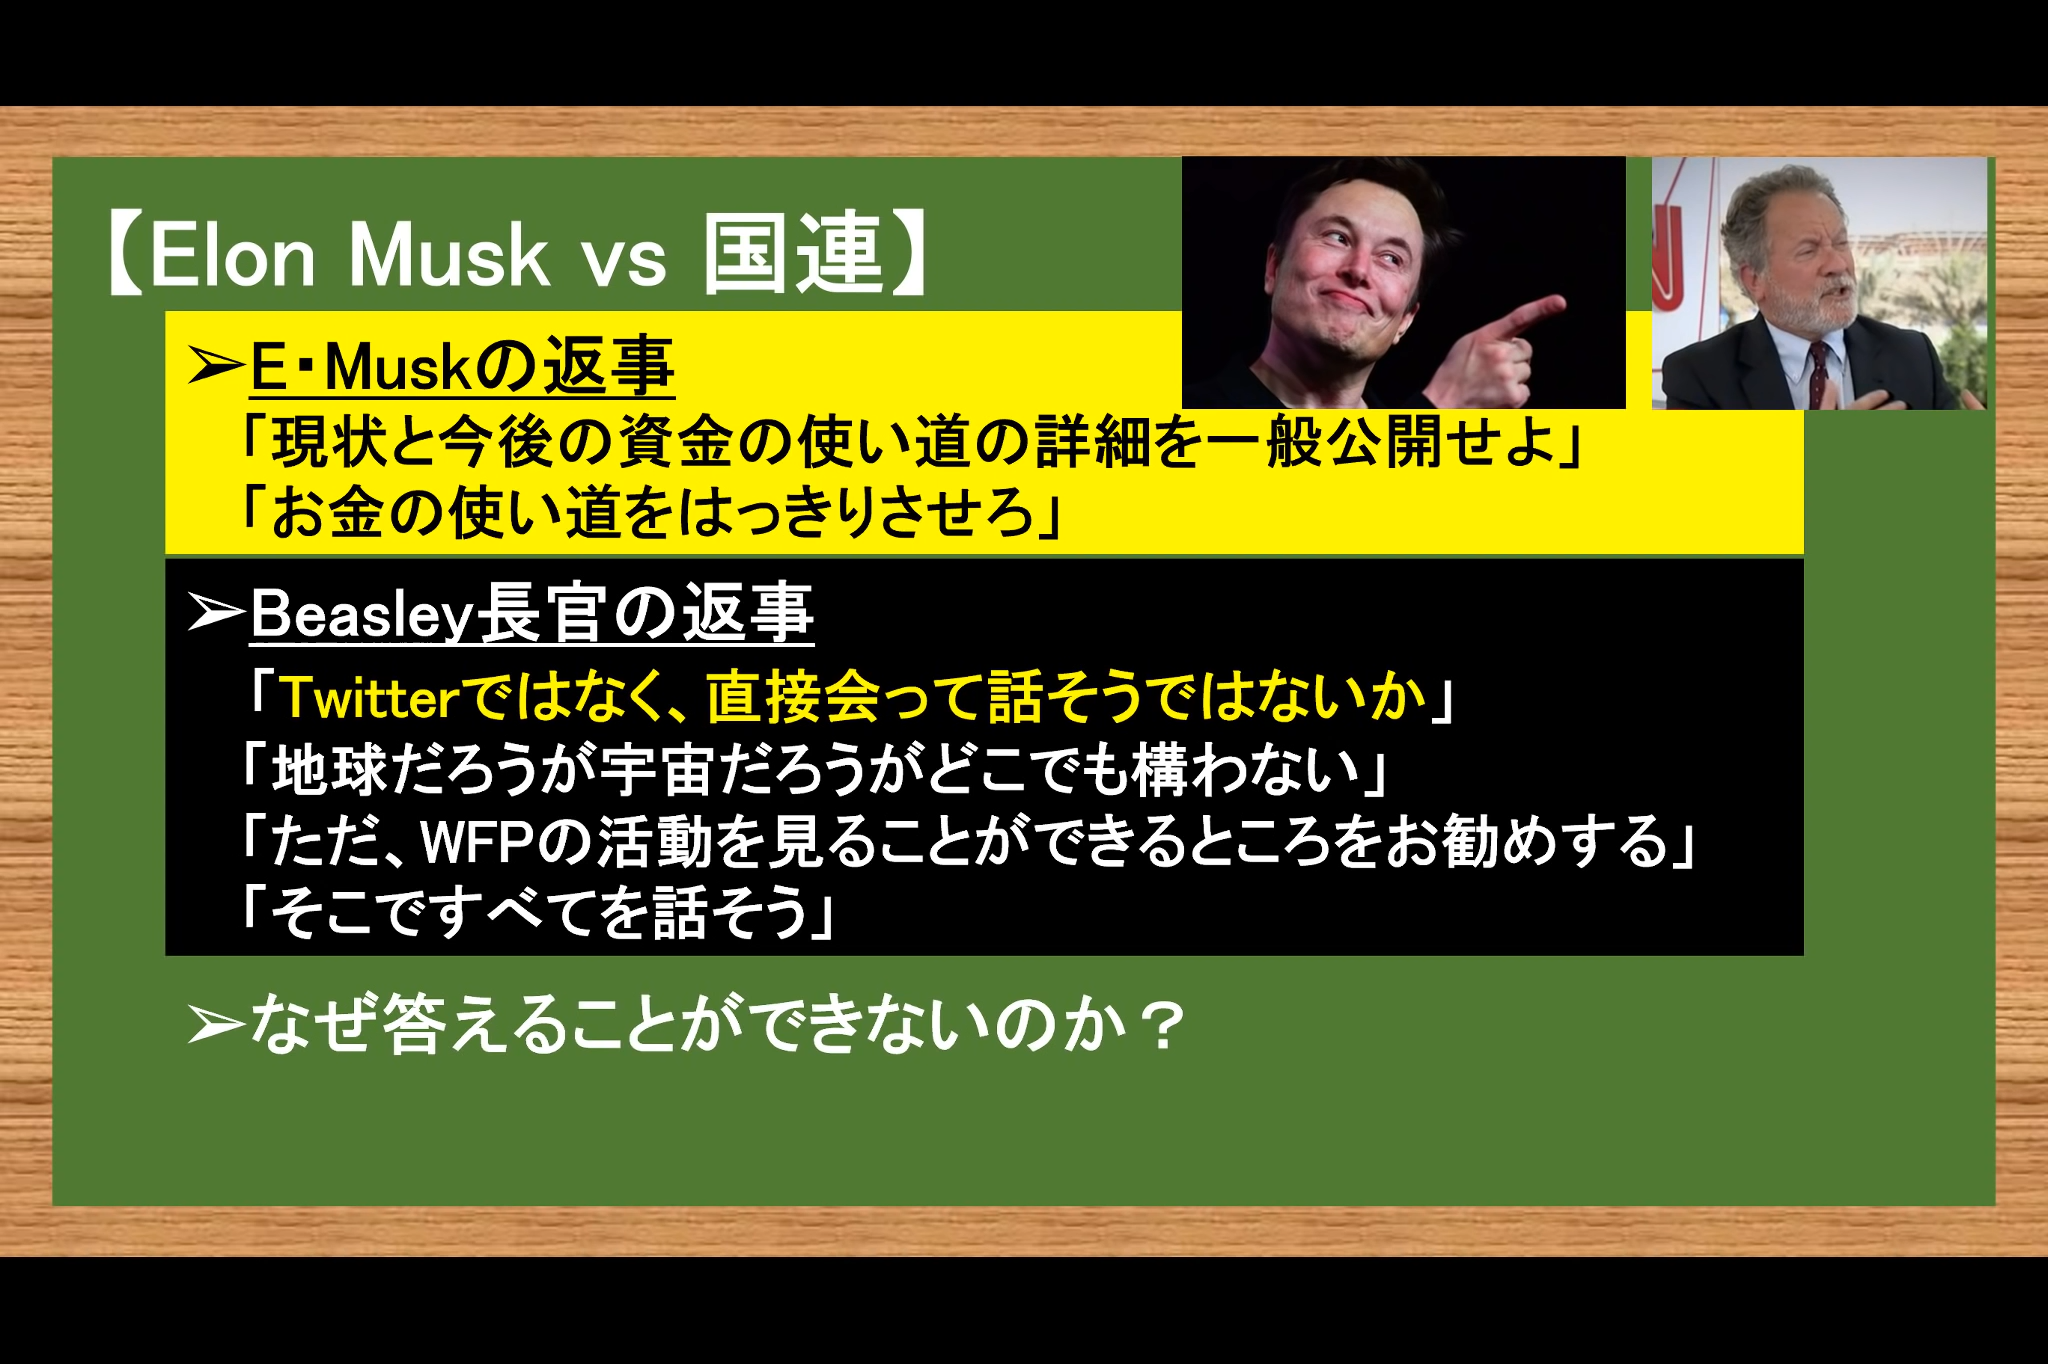 【Elon Musk vs 国連】
➢E・Muskの返事
「現状と今後の資金の使い道の詳細を一般公開せよ」
「お金の使い道をはっきりさせろ」
➢Beasley長官の返事
「Twitterではなく、直接会って話そうではないか」
「地球だろうが宇宙だろうがどこでも構わない」
「ただ、WFPの活動を見ることができるところをお勧めする」
「そこですべてを話そう」
➢なぜ答えることができないのか？